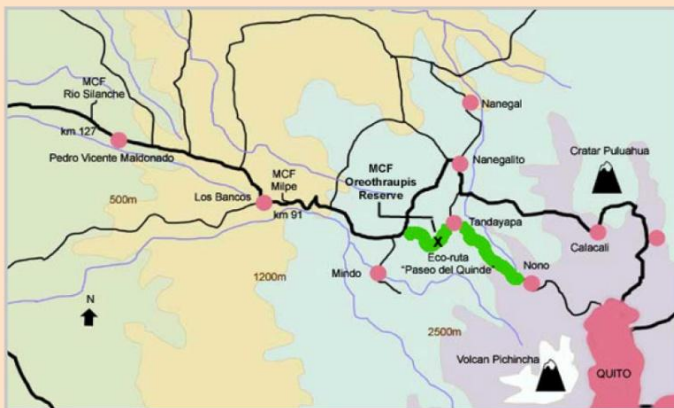 MCF
Rio Silanche
km 127
Pedro Vicente Maldonado
Nanegal
Nanegalito
Cratar Puluahua
MCF
Oreothraupis
Reserve
MCF
Milpe
Los Bancos
km 91
500m
X
Tandayapa
Calacali
Eco-ruta
"Paseo del Quinde"
Nono
Mindo
1200m
N
2500m
Volcan Pichincha
QUITO